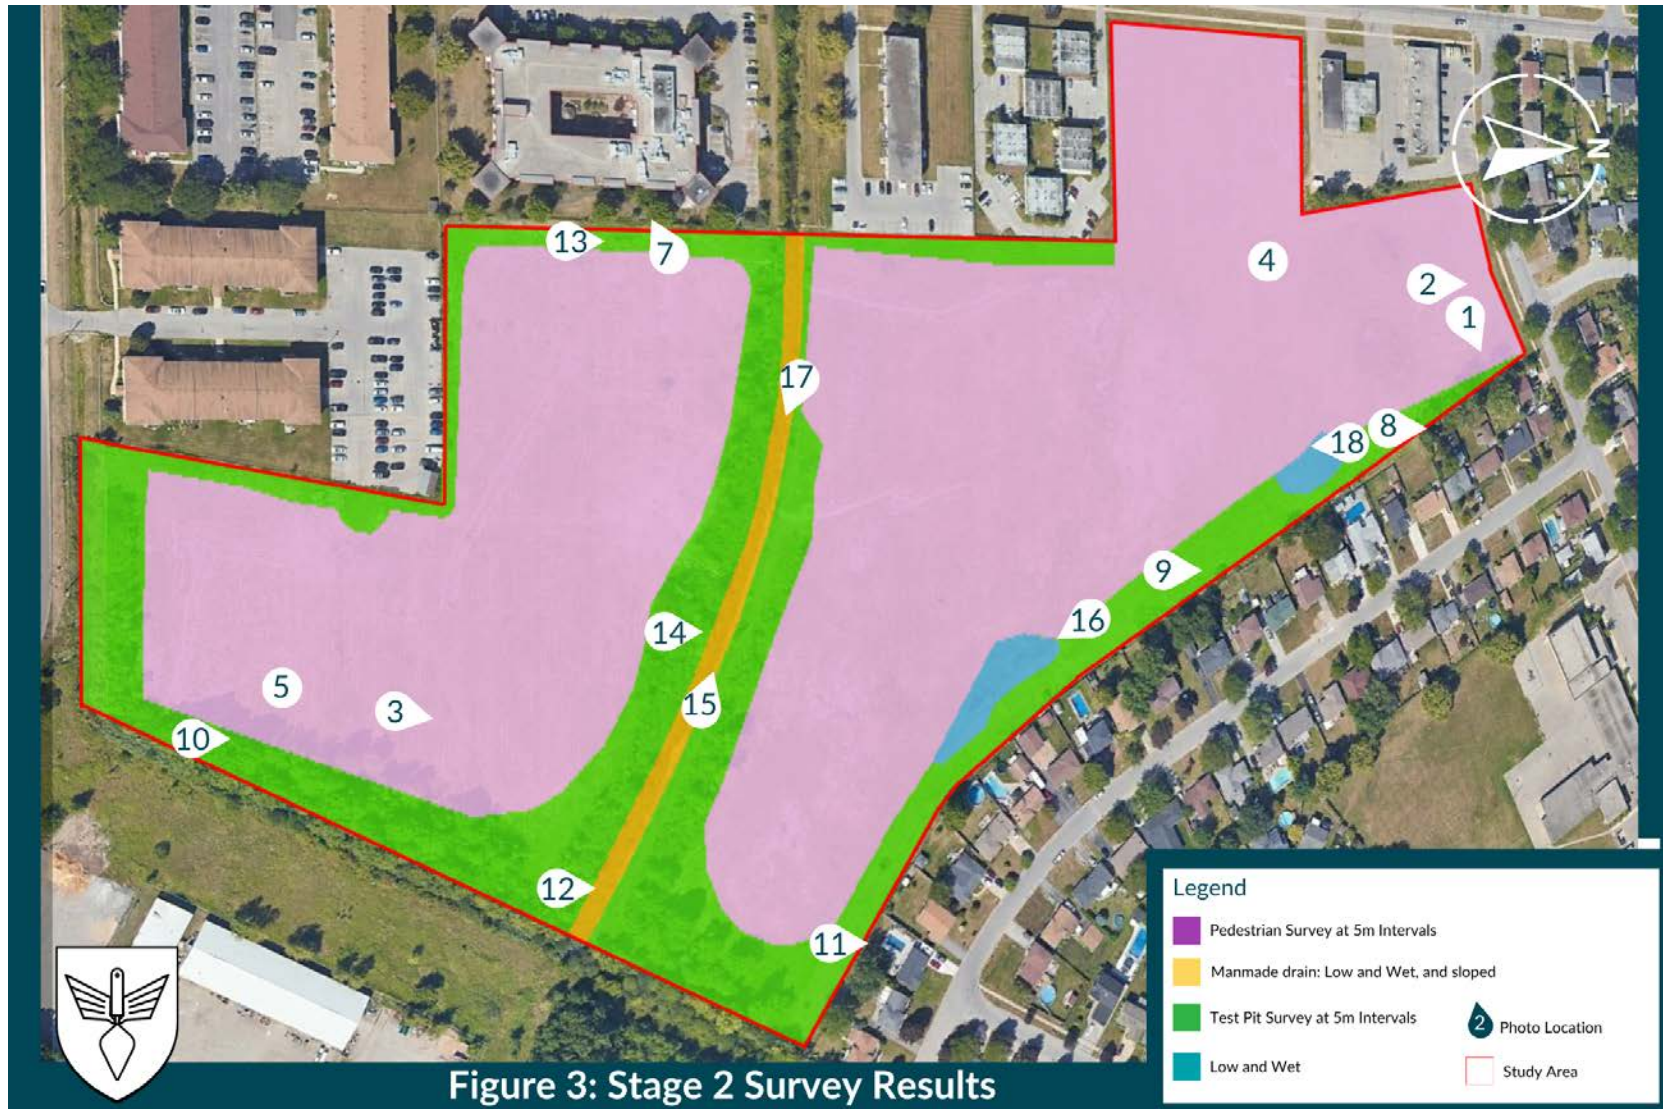 N
13
7
4
2
1
17
18
8
9
16
14
5
3
15
10
12
11
Legend
Pedestrian Survey at 5m Intervals
Manmade drain: Low and Wet, and sloped
Test Pit Survey at 5m Intervals
2 Photo Location
Low and Wet
Study Area
Figure 3: Stage 2 Survey Results